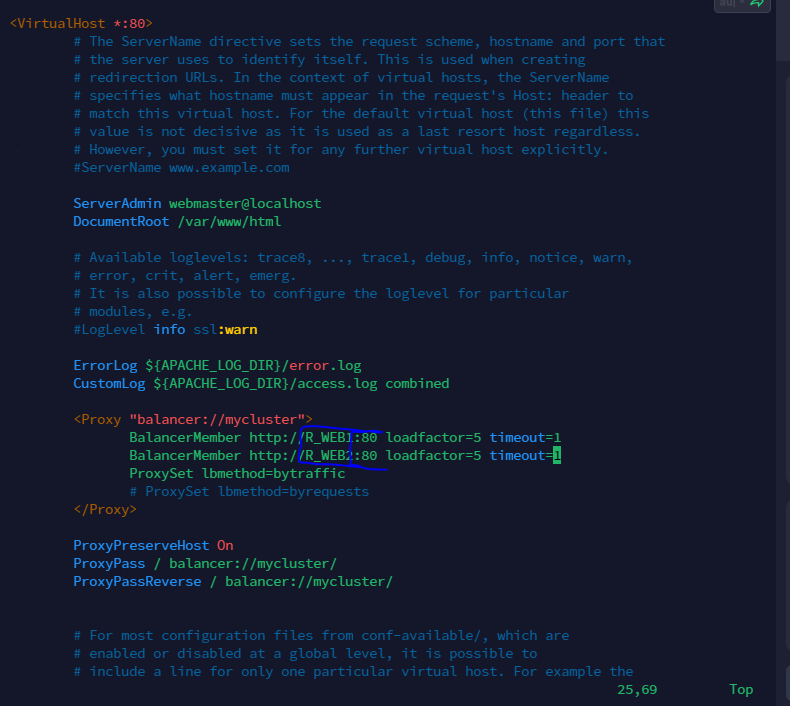 <VirtualHost *:80>
# The ServerName directive sets the request scheme, hostname and port that
# the server uses to identify itself. This is used when creating
# redirection URLs. In the context of virtual hosts, the ServerName
# specifies what hostname must appear in the request's Host: header to
# match this virtual host. For the default virtual host (this file) this
# value is not decisive as it is used as a last resort host regardless.
# However, you must set it for any further virtual host explicitly.
#ServerName www.example.com
ServerAdmin webmaster@localhost
DocumentRoot /var/www/html
# Available loglevels: trace8, ..., trace1, debug, info, notice, warn,
# error, crit, alert, emerg.
# It is also possible to configure the loglevel for particular
# modules, e.g.
#LogLevel info ssl:warn
ErrorLog ${APACHE_LOG_DIR}/error.log
CustomLog ${APACHE_LOG_DIR}/access.log combined
<Proxy "balancer://mycluster">
BalancerMember http://R_WEB1:80 loadfactor=5 timeout=1
BalancerMember http://R_WEB2:80 loadfactor=5 timeout=1
ProxySet lbmethod=bytraffic
# ProxySet lbmethod=byrequests
</Proxy>
ProxyPreserveHost On
ProxyPass / balancer://mycluster/
ProxyPassReverse / balancer://mycluster/
# For most configuration files from conf-available/, which are
# enabled or disabled at a global level, it is possible to
# include a line for only one particular virtual host. For example the
25,69 Top